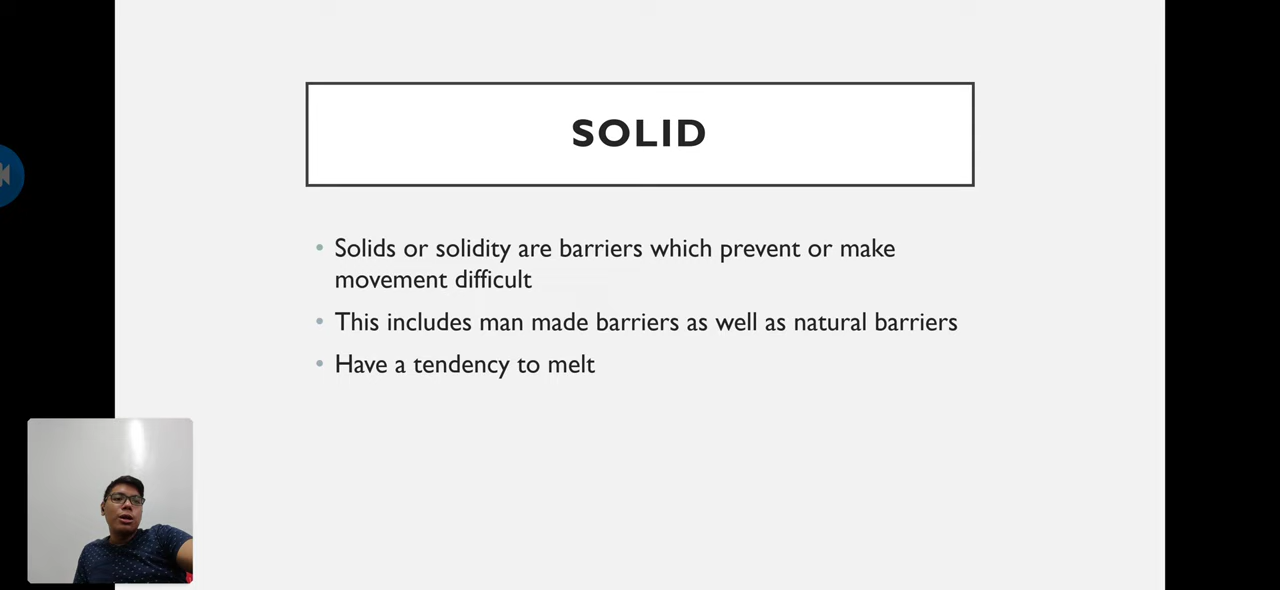 SOLID
• Solids or solidity are barriers which prevent or make
movement difficult
• This includes man made barriers as well as natural barriers
• Have a tendency to melt